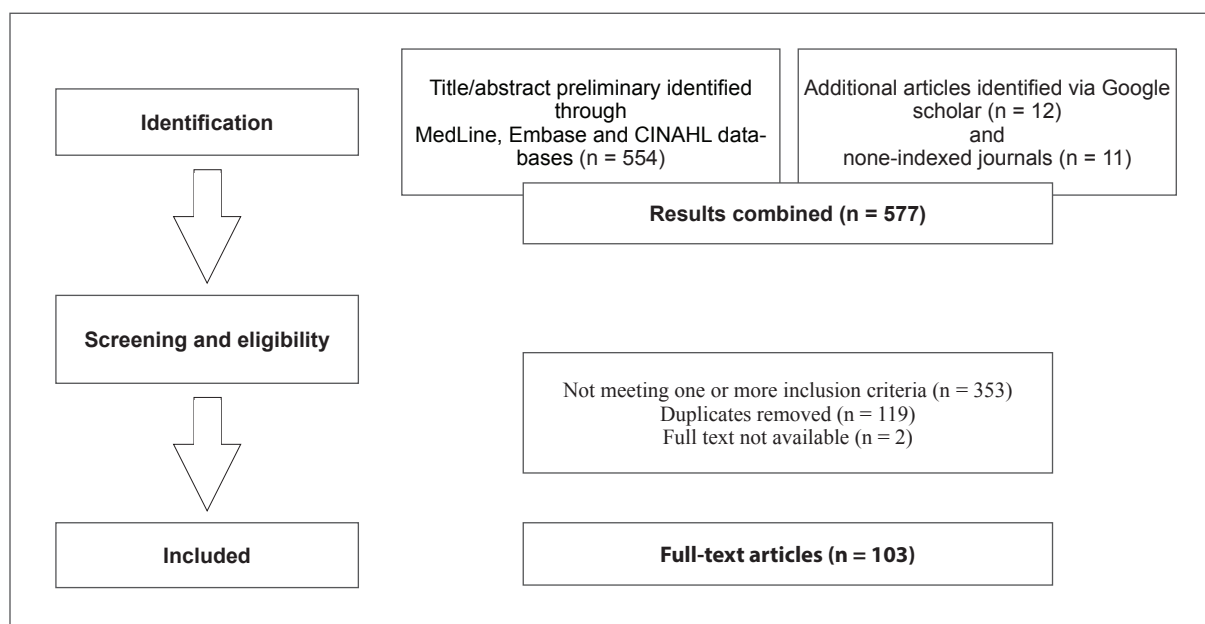 Identification
Title/abstract preliminary identified
through
MedLine, Embase and CINAHL data-
bases (n = 554)
Additional articles identified via Google
scholar (n = 12)
and
none-indexed journals (n = 11)
Results combined (n = 577)
Screening and eligibility
Not meeting one or more inclusion criteria (n = 353)
Duplicates removed (n = 119)
Full text not available (n = 2)
Included
Full-text articles (n = 103)